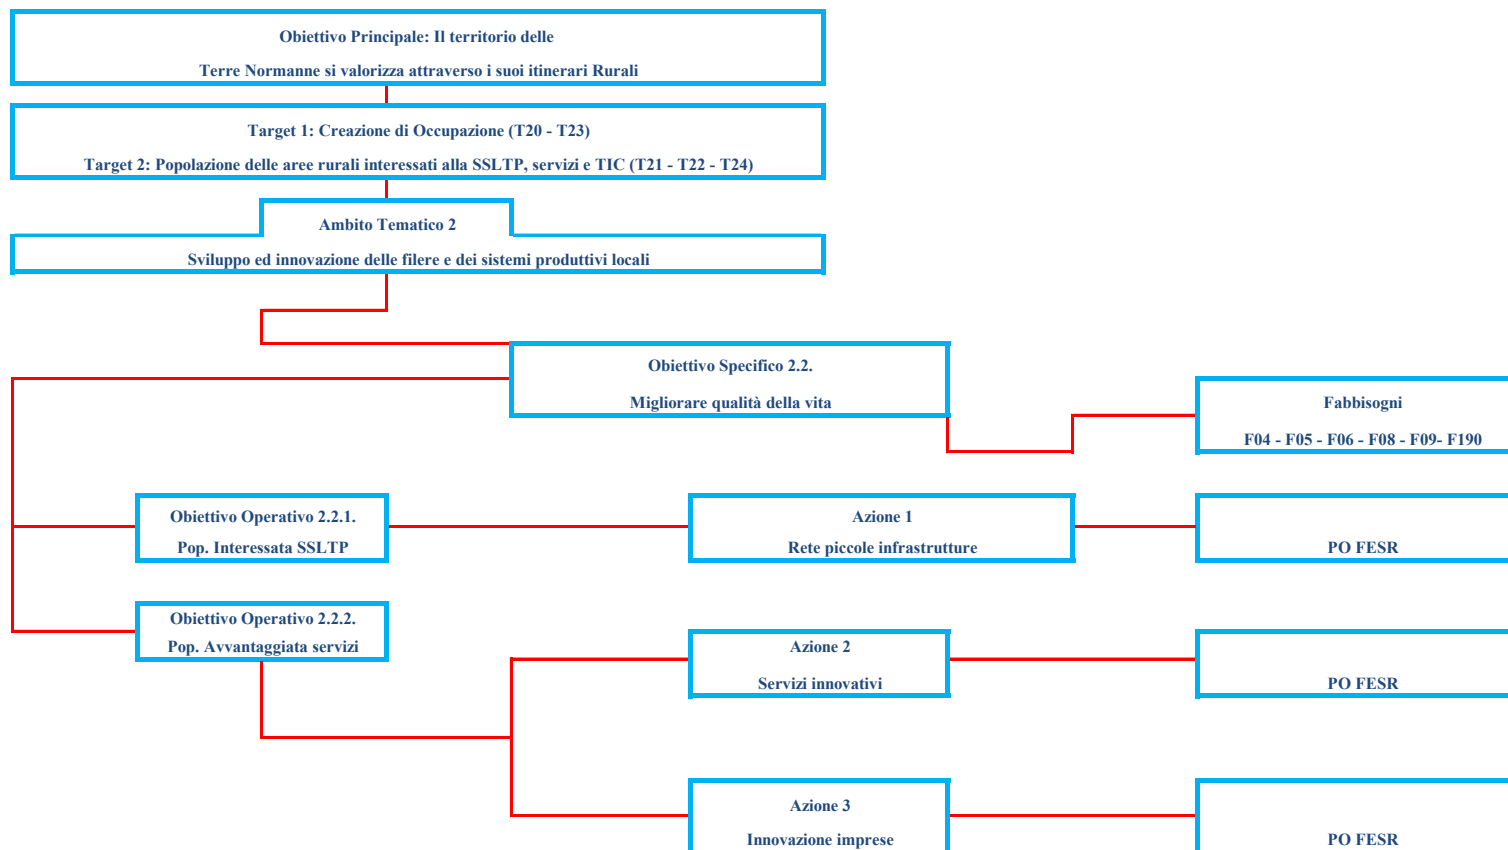 Obiettivo Principale: Il territorio delle
Terre Normanne si valorizza attraverso i suoi itinerari Rurali
Target 1: Creazione di Occupazione (T20 - T23)
Target 2: Popolazione delle aree rurali interessati alla SSLTP, servizi e TIC (T21 - T22 - T24)
Ambito Tematico 2
Sviluppo ed innovazione delle filere e dei sistemi produttivi locali
Obiettivo Specifico 2.2.
Migliorare qualità della vita
Fabbisogni
F04 - F05 - F06 - F08 - F09- F190
Obiettivo Operativo 2.2.1.
Pop. Interessata SSLTP
Azione 1
Rete piccole infrastrutture
PO FESR
Obiettivo Operativo 2.2.2.
Pop. Avvantaggiata servizi
Azione 2
Servizi innovativi
PO FESR
Azione 3
Innovazione imprese
PO FESR